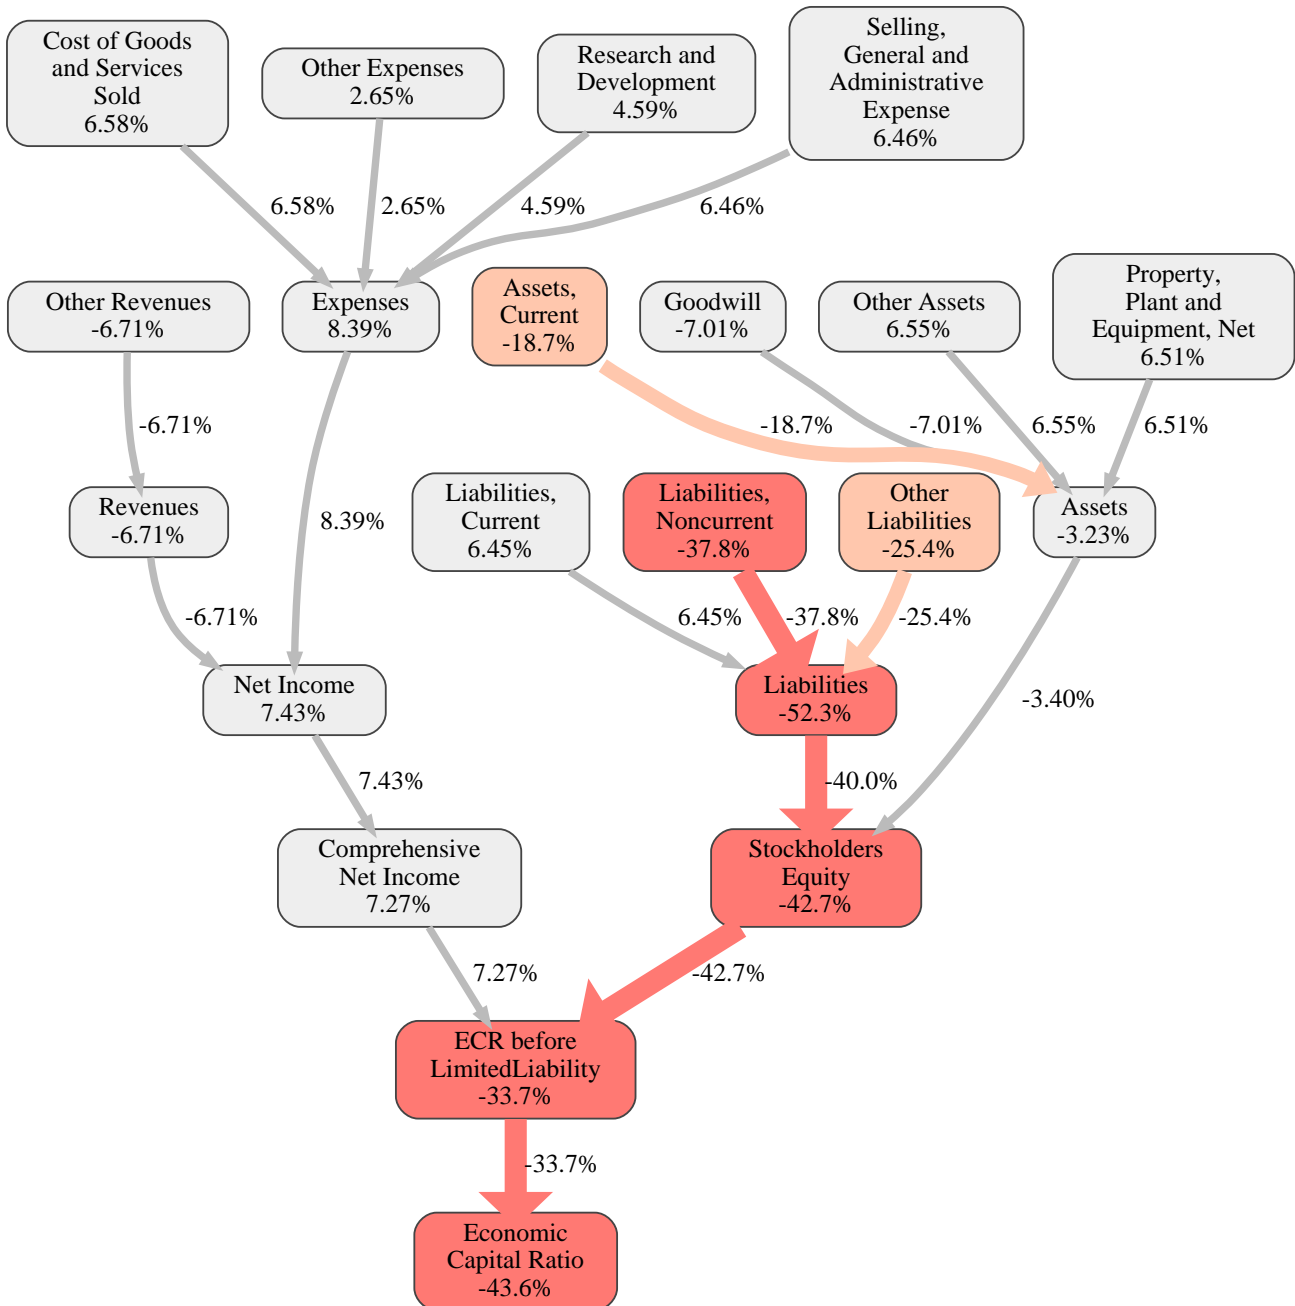 Cost of Goods
and Services
Sold
6.58%
Other Expenses
2.65%
Research and
Development
4.59%
Selling,
General and
Administrative
Expense
6.46%
6.58%
2.65%
4.59%
6.46%
Other Revenues
-6.71%
Expenses
8.39%
Assets,
Current
-18.7%
Goodwill
-7.01%
Other Assets
6.55%
Property,
Plant and
Equipment, Net
6.51%
-6.71%
-18.7%
-7.01%
6.55%
6.51%
Revenues
-6.71%
8.39%
Liabilities,
Current
6.45%
Liabilities,
Noncurrent
-37.8%
Other
Liabilities
-25.4%
Assets
-3.23%
-6.71%
6.45%
-37.8%
-25.4%
Net Income
7.43%
Liabilities
-52.3%
-3.40%
7.43%
-40.0%
Comprehensive
Net Income
7.27%
Stockholders
Equity
-42.7%
7.27%
-42.7%
ECR before
LimitedLiability
-33.7%
-33.7%
Economic
Capital Ratio
-43.6%